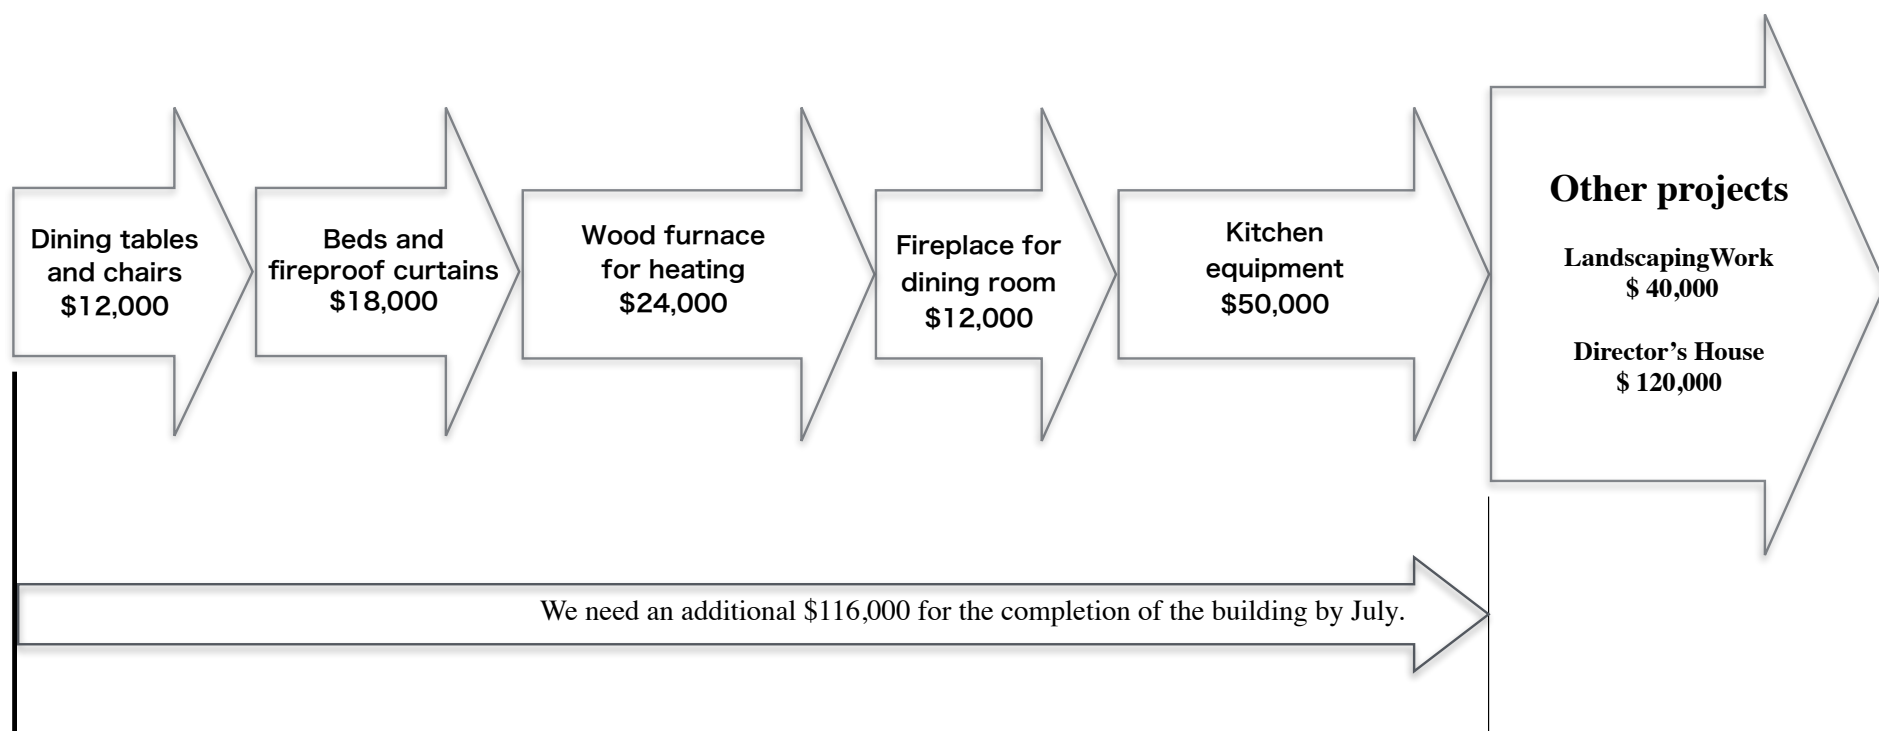 Dining tables
and chairs
$12,000
Beds and
fireproof curtains
$18,000
Wood furnace
for heating
$24,000
Fireplace for
dining room
$12,000
Kitchen
equipment
$50,000
Other projects
LandscapingWork
$ 40,000
Director’s House
$ 120,000
We need an additional $116,000 for the completion of the building by July.